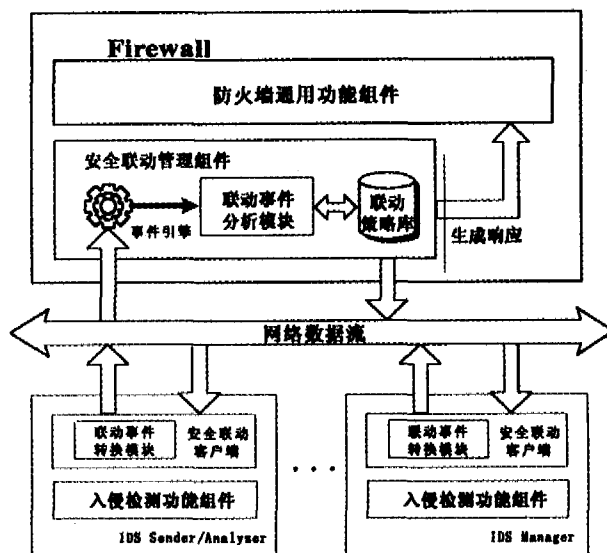 Firewall
防火墙通用功能组件
安全联动管理组件
联动事件
分析模块
联动
策略库
事件引擎
生成响应
网络数据流
联动事件
转换模块
安全联动
客户端
入侵检测功能组件
IDS Sender/Analyzer
. . .
联动事件
转换模块
安全联动
客户端
入侵检测功能组件
IDS Manager